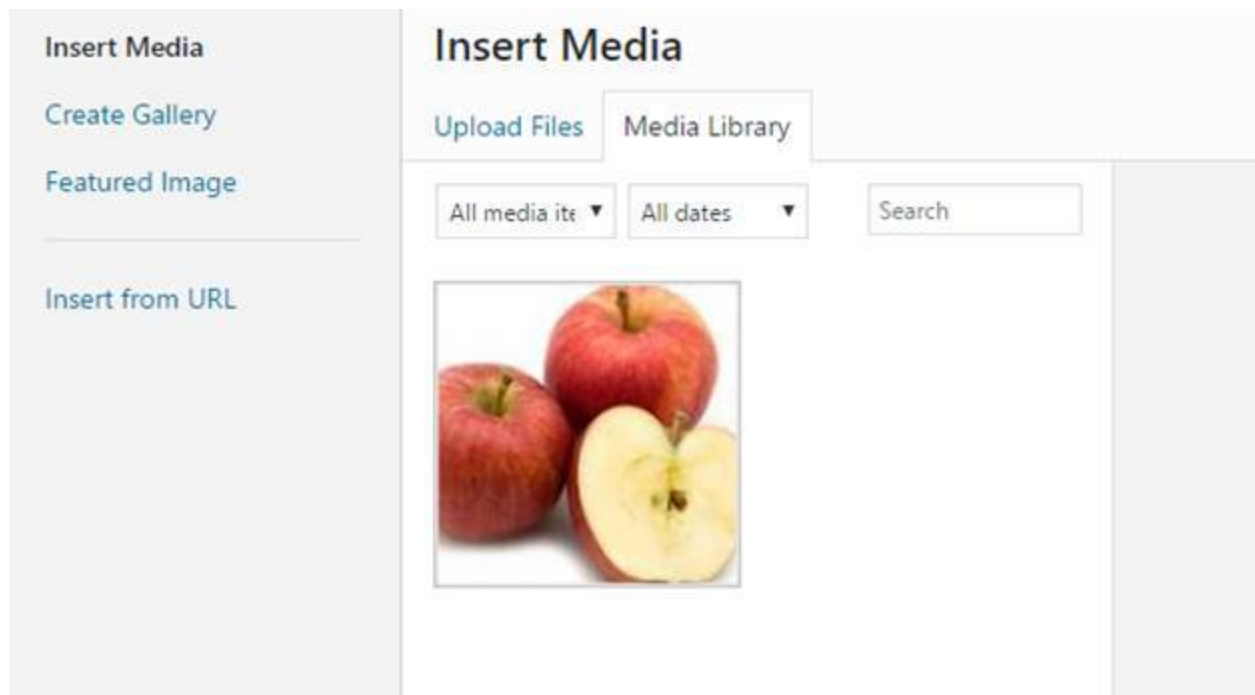 Insert Media
Create Gallery
Featured Image
Insert from URL
Insert Media
Upload Files Media Library
All media ite All dates Search